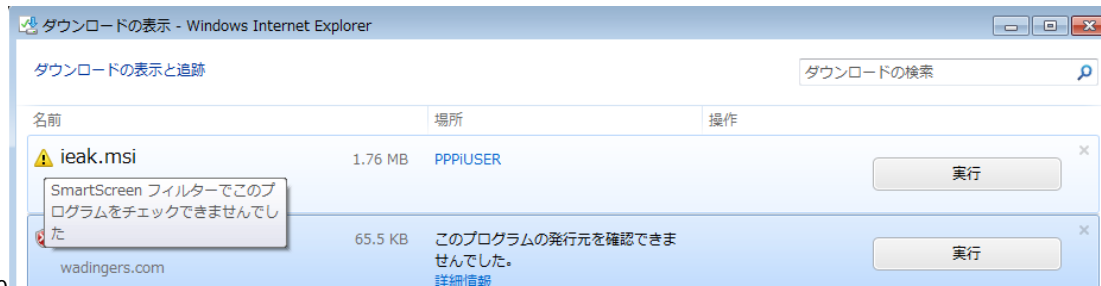 ダウンロードの表示 - Windows Internet Explorer
ダウンロードの表示と追跡
ダウンロードの検索
名前 場所 操作
ieak.msi 1.76 MB PPPiUSER 実行
SmartScreen フィルターでこのプ
ログラムをチェックできませんでし
た
65.5 KB このプログラムの発行元を確認できま
せんでした。
実行
wadingers.com
詳細情報